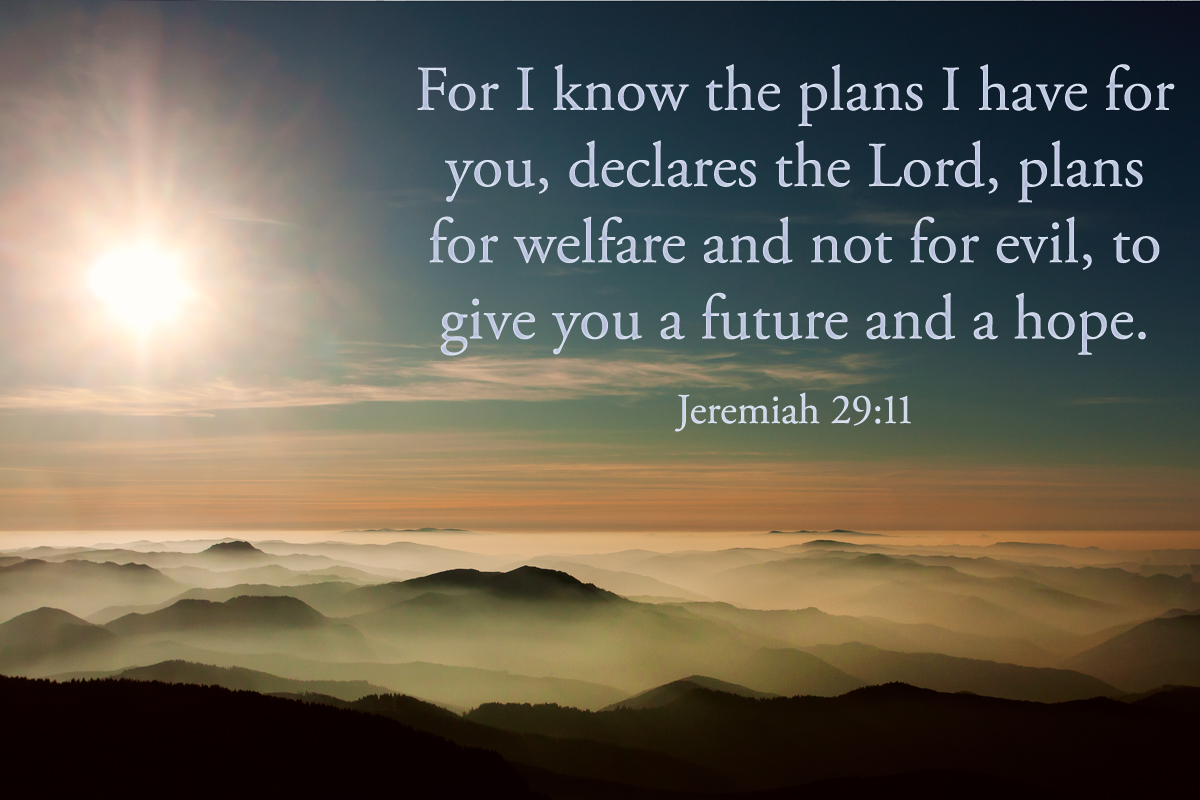 For I know the plans I have for
you, declares the Lord, plans
for welfare and not for evil, to
give you a future and a hope.
Jeremiah 29:11